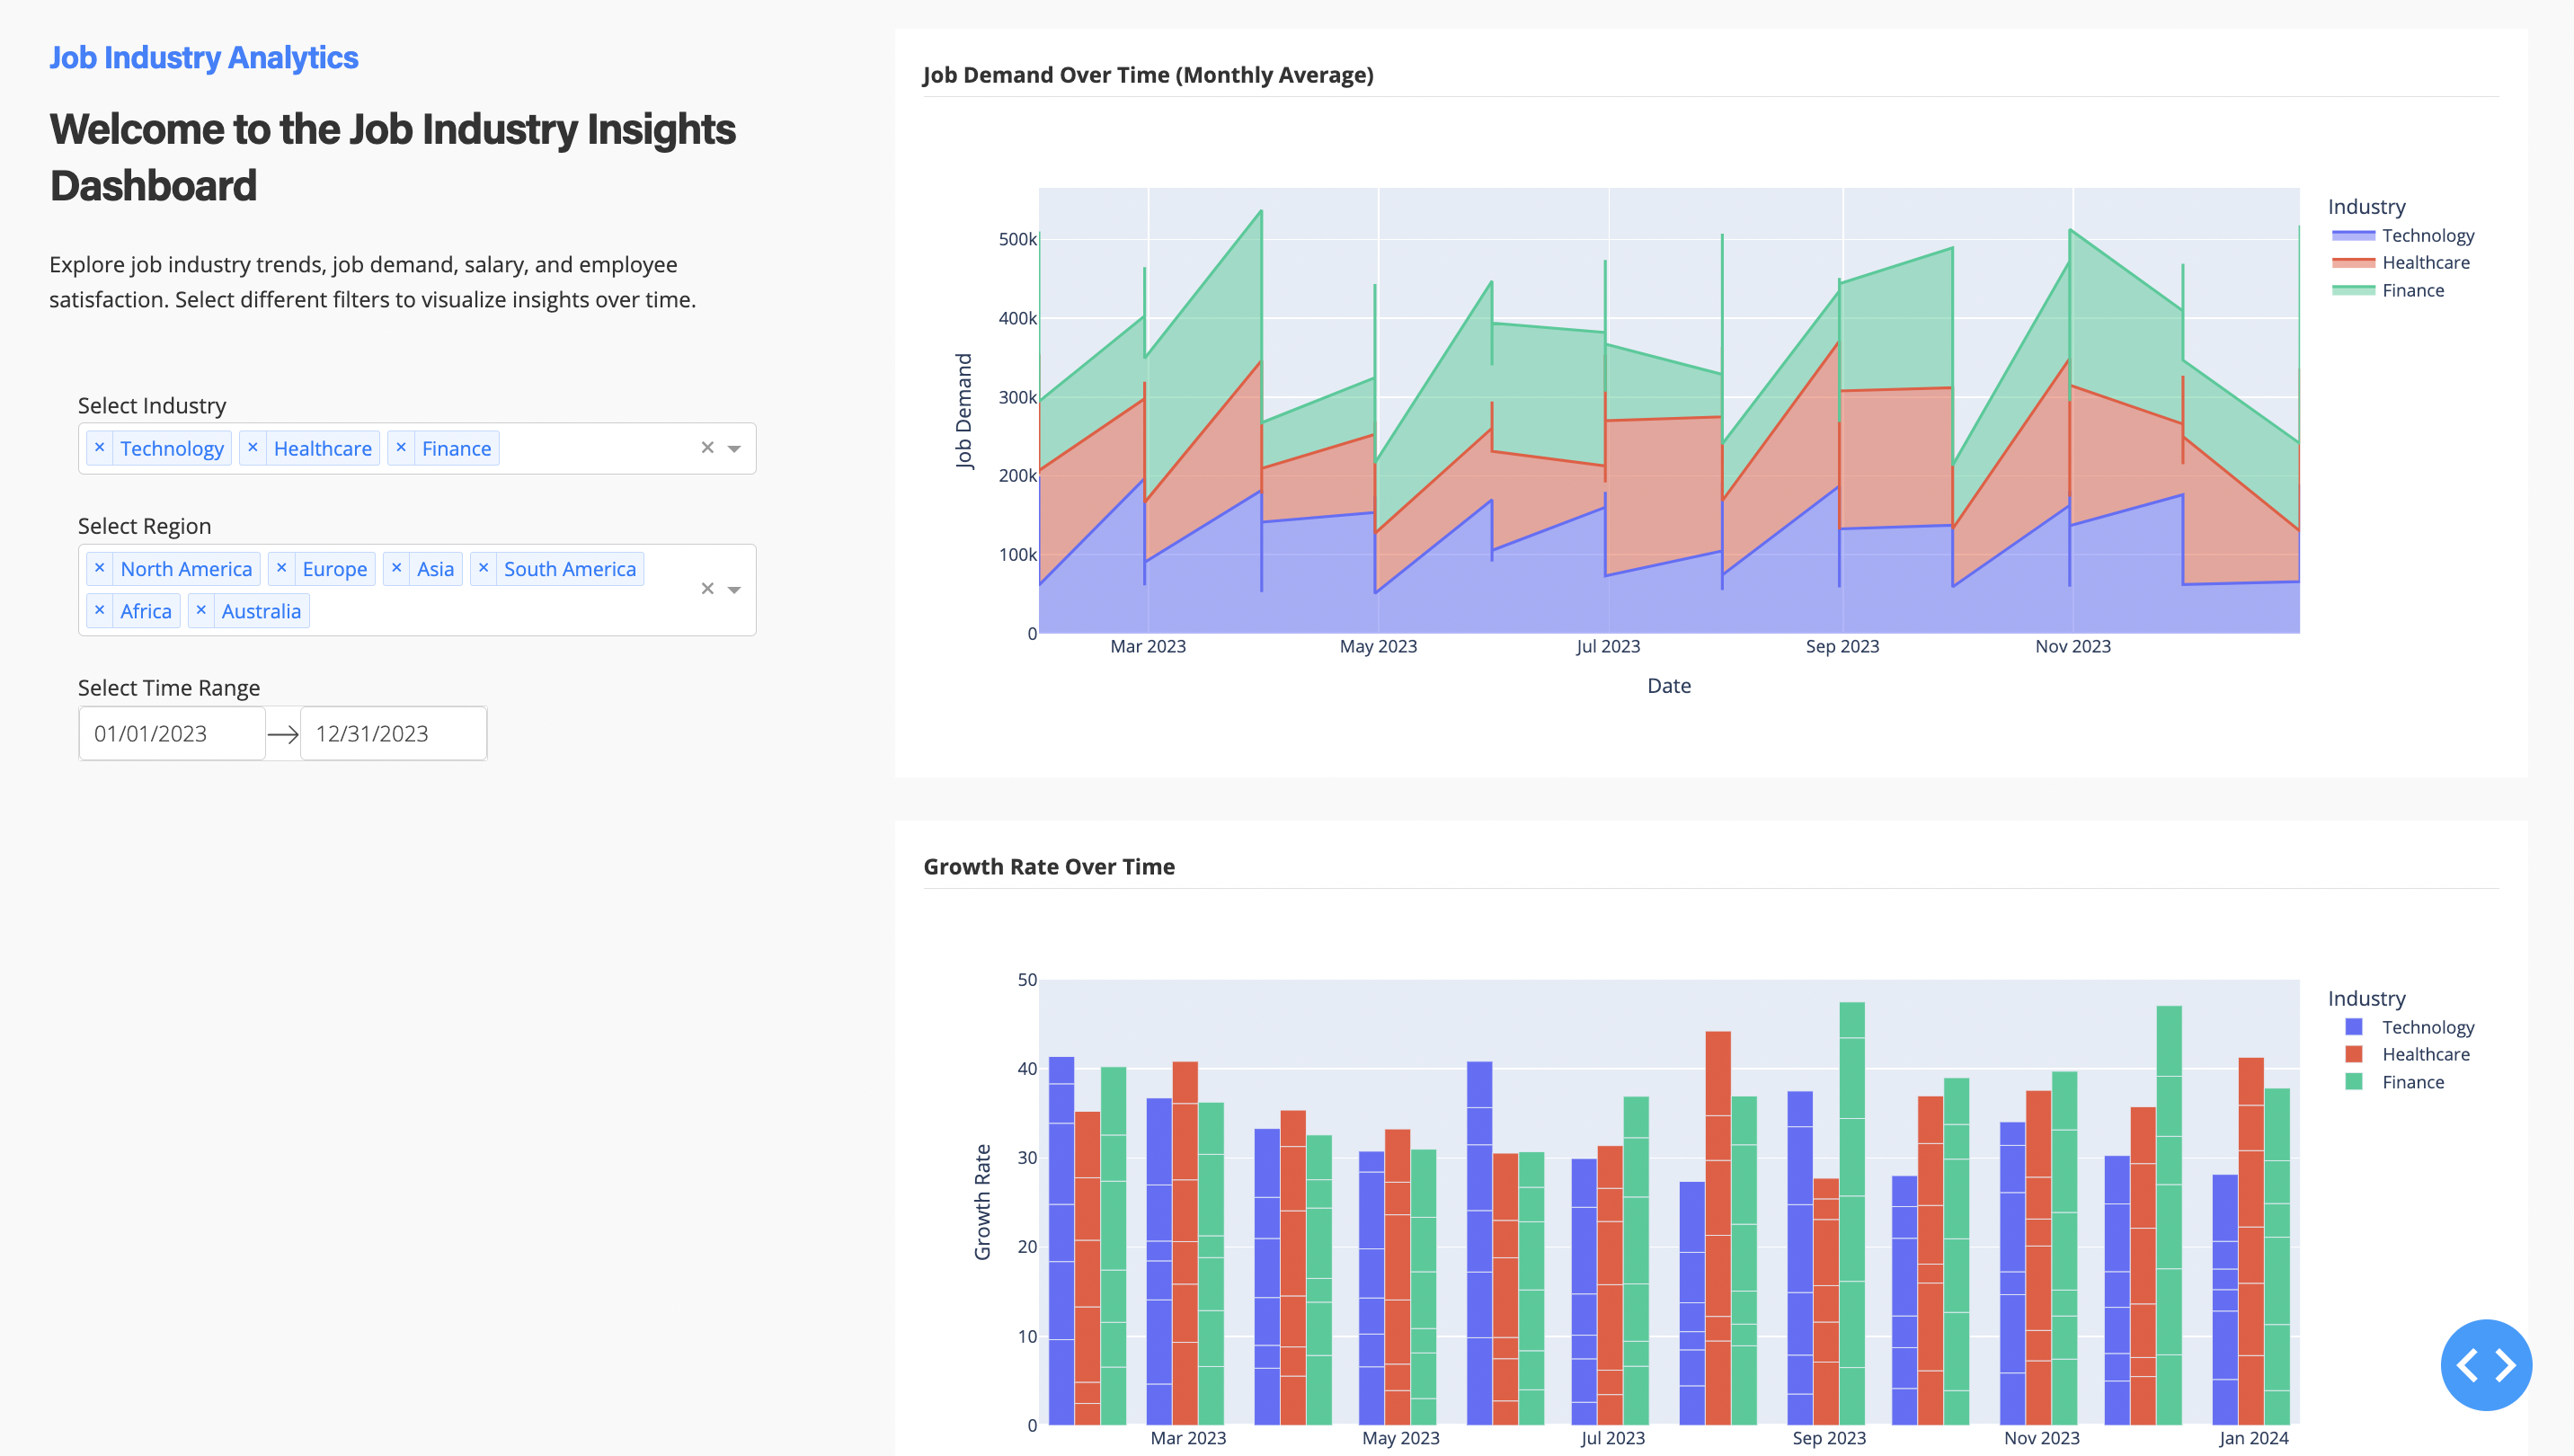 Job Industry Analytics
Welcome to the Job Industry Insights
Dashboard
Explore job industry trends, job demand, salary, and employee
satisfaction. Select different filters to visualize insights over time.
Select Industry
× Technology × Healthcare × Finance ×
Select Region
× North America × Europe × Asia × South America ×
× Africa × Australia
Select Time Range
01/01/2023 → 12/31/2023
Job Demand Over Time (Monthly Average)
500k
400k
300k
200k
100k
0
Job Demand
Mar 2023 May 2023 Jul 2023 Sep 2023 Nov 2023
Date
Industry
Technology
Healthcare
Finance
Growth Rate Over Time
50
40
30
20
10
0
Growth Rate
Mar 2023 May 2023 Jul 2023 Sep 2023 Nov 2023 Jan 2024
Industry
Technology
Healthcare
Finance